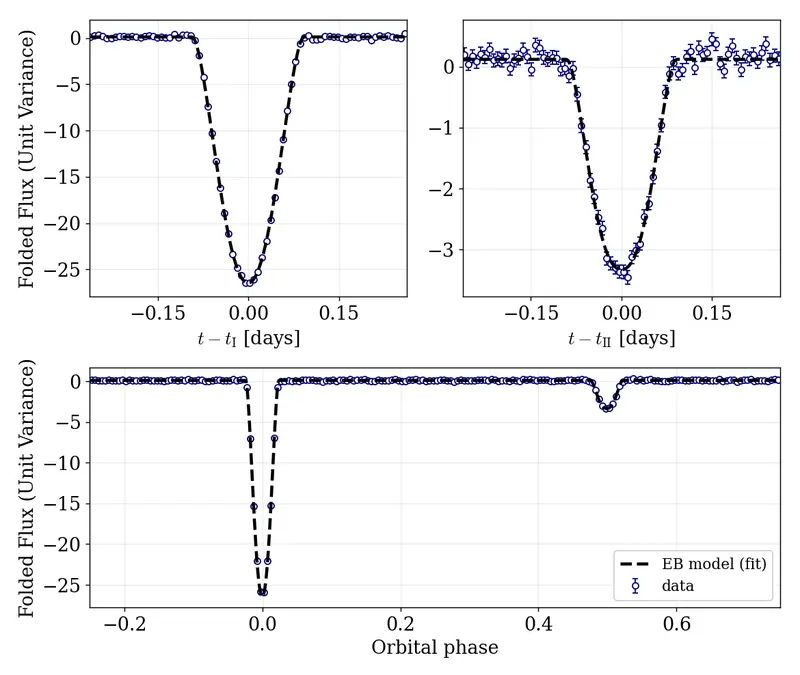 0
−5
−10
−15
−20
−25
Folded Flux (Unit Variance)
−0.15 0.00 0.15
t − t_I [days]
0
−1
−2
−3
−0.15 0.00 0.15
t − t_II [days]
0
−5
−10
−15
−20
−25
Folded Flux (Unit Variance)
EB model (fit)
data
−0.2 0.0 0.2 0.4 0.6
Orbital phase